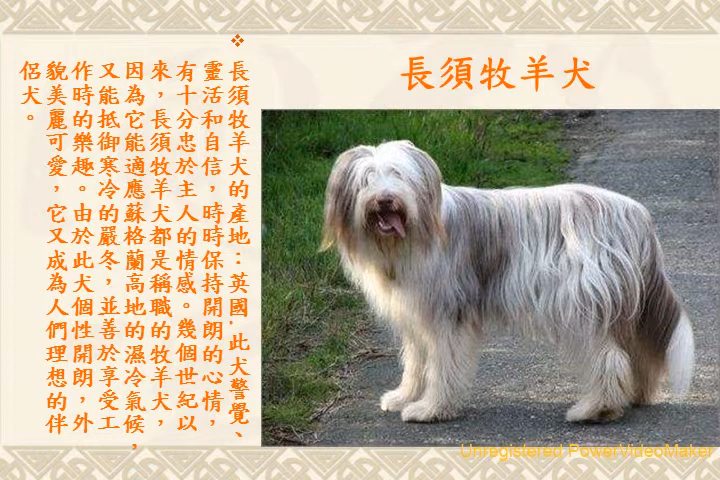 長須牧羊犬
❖長須牧羊犬的產地：英國,此犬警覺、
靈活和自信，時時保持開朗的心情，
有十分忠於主人的情感。幾個世紀以
來，長須牧羊犬都是稱職的牧羊犬，
因為它能適應蘇格蘭高地的濕冷氣候，
又能抵御寒冷的嚴冬，並善於享受工
作時的樂趣。由於此犬個性開朗，外
貌美麗可愛，它又成為人們理想的伴
侶犬。
Unregistered PowerVideoMaker